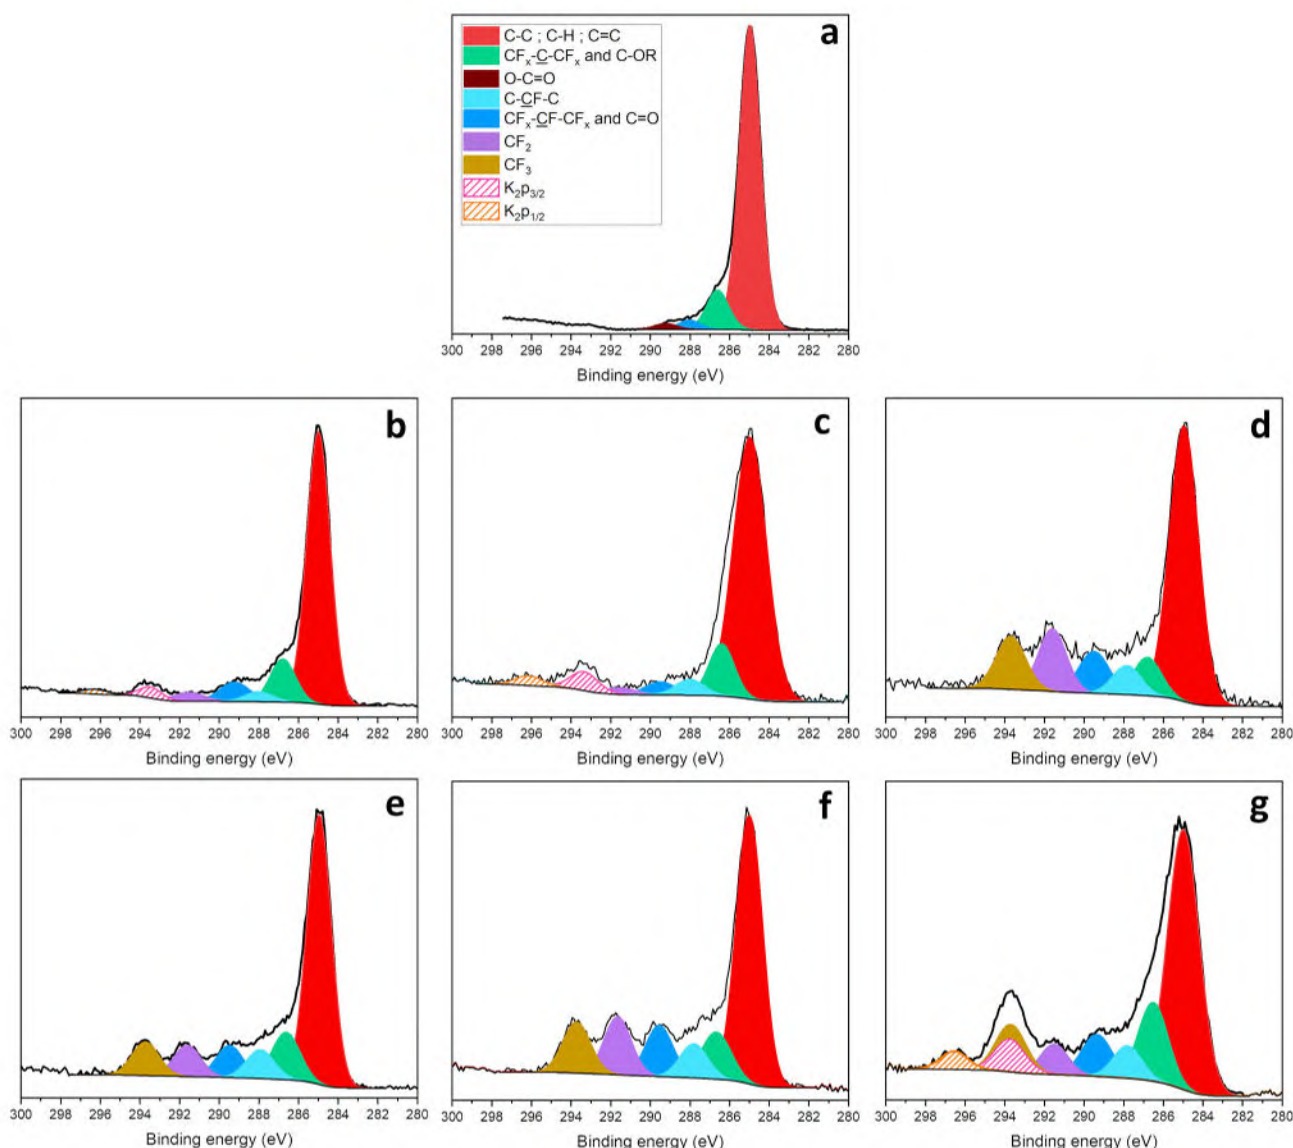 a
C-C ; C-H ; C=C
CFₓ-C̲-CFₓ and C-OR
O-C=O
C-C̲F-C
CFₓ-C̲F-CFₓ and C=O
CF₂
CF₃
K₂p₃/₂
K₂p₁/₂
300 298 296 294 292 290 288 286 284 282 280
Binding energy (eV)
b
300 298 296 294 292 290 288 286 284 282 280
Binding energy (eV)
c
300 298 296 294 292 290 288 286 284 282 280
Binding energy (eV)
d
300 298 296 294 292 290 288 286 284 282 280
Binding energy (eV)
e
300 298 296 294 292 290 288 286 284 282 280
Binding energy (eV)
f
300 298 296 294 292 290 288 286 284 282 280
Binding energy (eV)
g
300 298 296 294 292 290 288 286 284 282 280
Binding energy (eV)